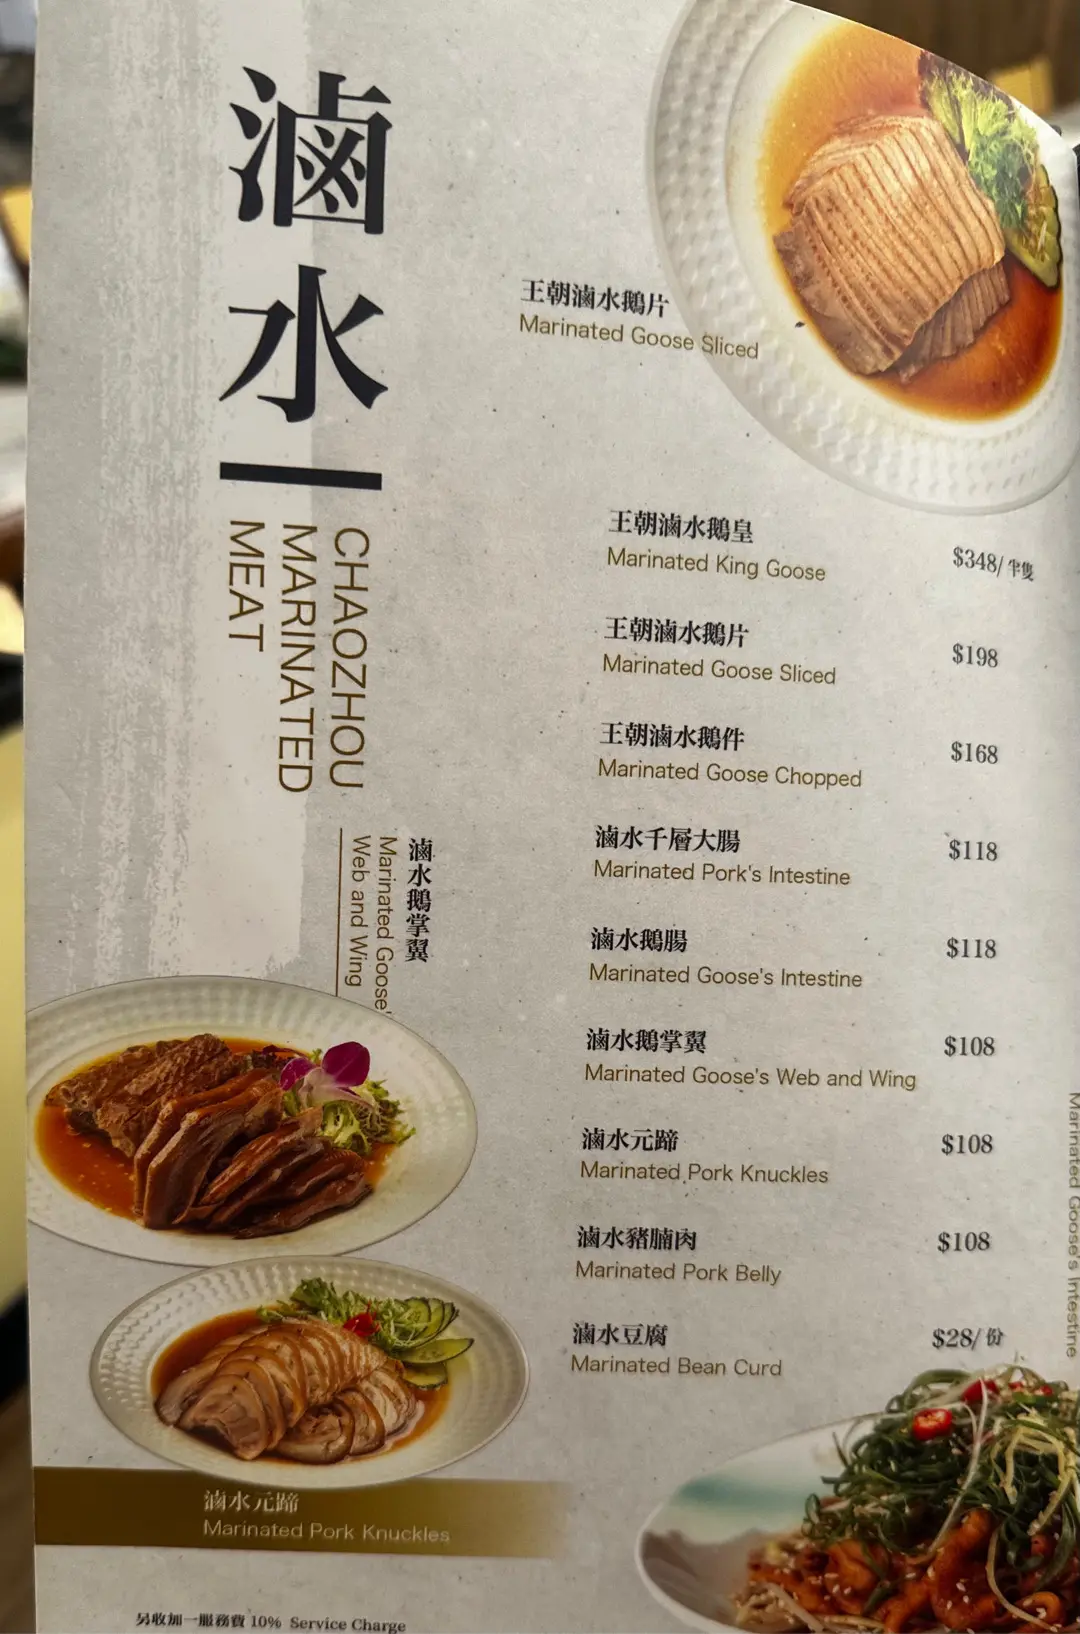 滷水
CHAOZHOU
MARINATED
MEAT
王朝滷水鵝片
Marinated Goose Sliced
王朝滷水鵝皇
Marinated King Goose
$348/半隻
王朝滷水鵝片
Marinated Goose Sliced
$198
王朝滷水鵝件
Marinated Goose Chopped
$168
滷水千層大腸
Marinated Pork's Intestine
$118
滷水鵝腸
Marinated Goose's Intestine
$118
滷水鵝掌翼
Marinated Goose's Web and Wing
$108
滷水元蹄
Marinated Pork Knuckles
$108
滷水豬腩肉
Marinated Pork Belly
$108
滷水豆腐
Marinated Bean Curd
$28/份
滷水鵝掌翼
Marinated Goose'
Web and Wing
滷水元蹄
Marinated Pork Knuckles
Marinated Goose's Intestine
另收加一服務費 10% Service Charge